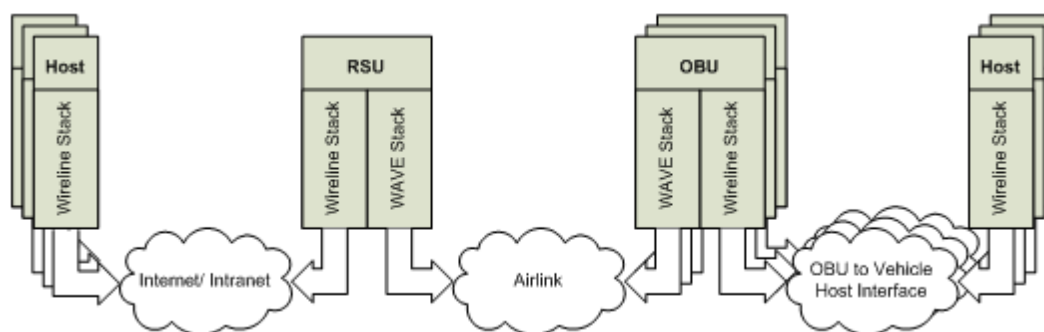 Host
RSU
OBU
Host
Wireline Stack
Wireline Stack
WAVE Stack
WAVE Stack
Wireline Stack
Wireline Stack
Internet/ Intranet
Airlink
OBU to Vehicle
Host Interface